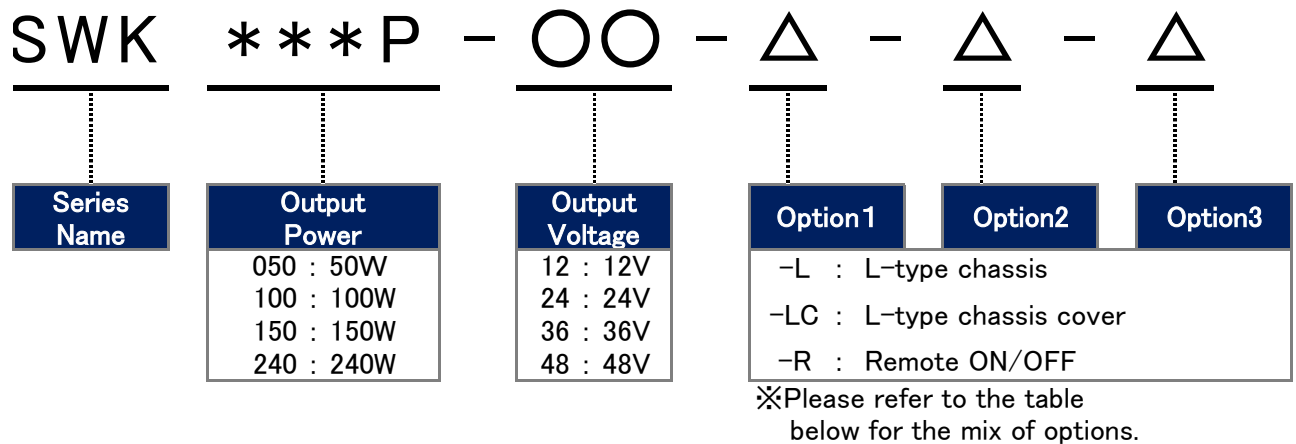 SWK ***P - ○○ - △ - △ - △
Series Name
Output Power
Output Voltage
Option1
Option2
Option3
050 : 50W
100 : 100W
150 : 150W
240 : 240W
12 : 12V
24 : 24V
36 : 36V
48 : 48V
-L : L-type chassis
-LC : L-type chassis cover
-R : Remote ON/OFF
※Please refer to the table
below for the mix of options.